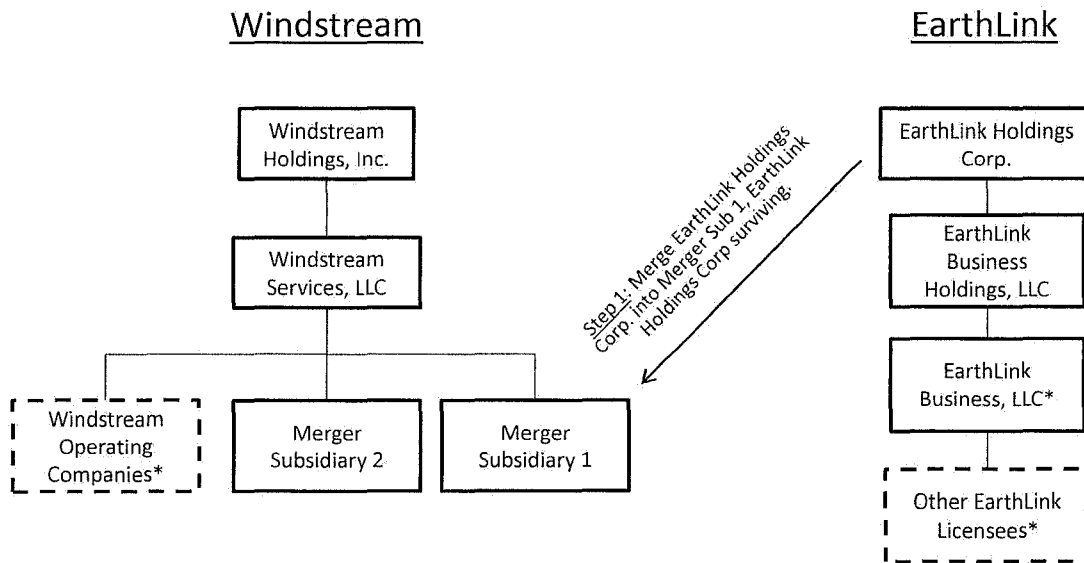 Windstream
EarthLink
Windstream
Holdings, Inc.
EarthLink Holdings
Corp.
Step 1: Merge EarthLink Holdings
Corp. into Merger Sub 1, EarthLink
Holdings Corp surviving.
Windstream
Services, LLC
EarthLink
Business
Holdings, LLC
EarthLink
Business, LLC*
Windstream
Operating
Companies*
Merger
Subsidiary 2
Merger
Subsidiary 1
Other EarthLink
Licensees*